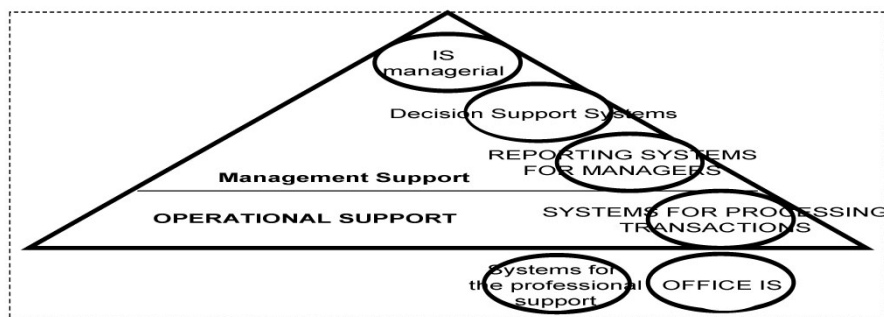 IS
managerial
Decision Support Systems
REPORTING SYSTEMS
FOR MANAGERS
Management Support
OPERATIONAL SUPPORT
SYSTEMS FOR PROCESSING
TRANSACTIONS
Systems for
the professional
support
OFFICE IS